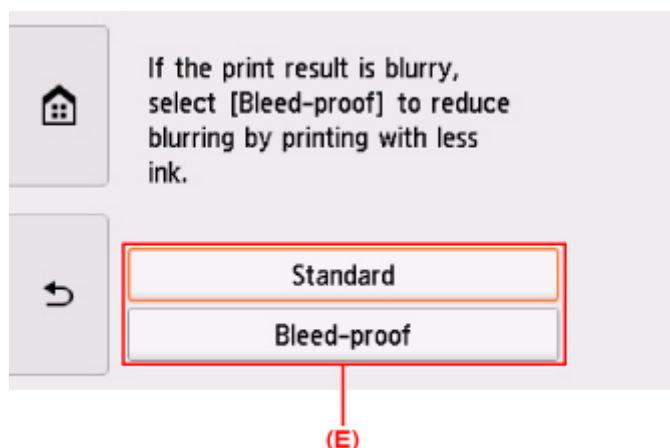 If the print result is blurry,
select [Bleed-proof] to reduce
blurring by printing with less
ink.
Standard
Bleed-proof
(E)